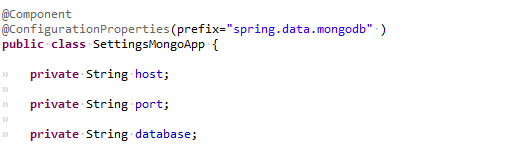 @Component
@ConfigurationProperties(prefix="spring.data.mongodb" )
public class SettingsMongoApp {
» private String host;
»
» private String port;
»
» private String database;